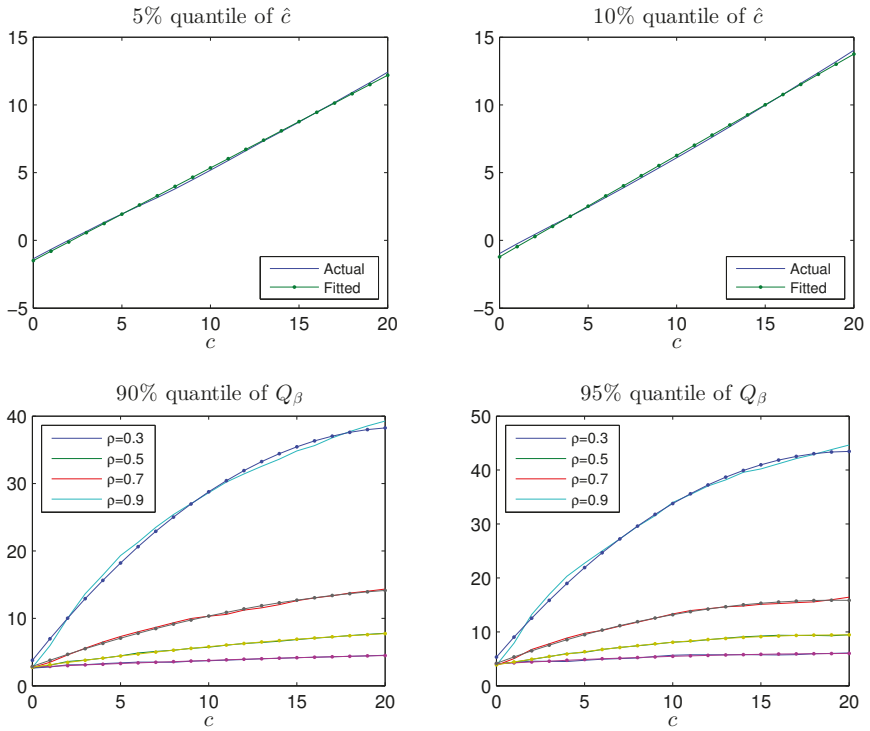 5% quantile of ĉ
15
10
5
0
−5
0 5 10 15 20
c
Actual
Fitted
10% quantile of ĉ
15
10
5
0
−5
0 5 10 15 20
c
Actual
Fitted
90% quantile of Qβ
40
30
20
10
0
0 5 10 15 20
c
ρ=0.3
ρ=0.5
ρ=0.7
ρ=0.9
95% quantile of Qβ
50
40
30
20
10
0
0 5 10 15 20
c
ρ=0.3
ρ=0.5
ρ=0.7
ρ=0.9